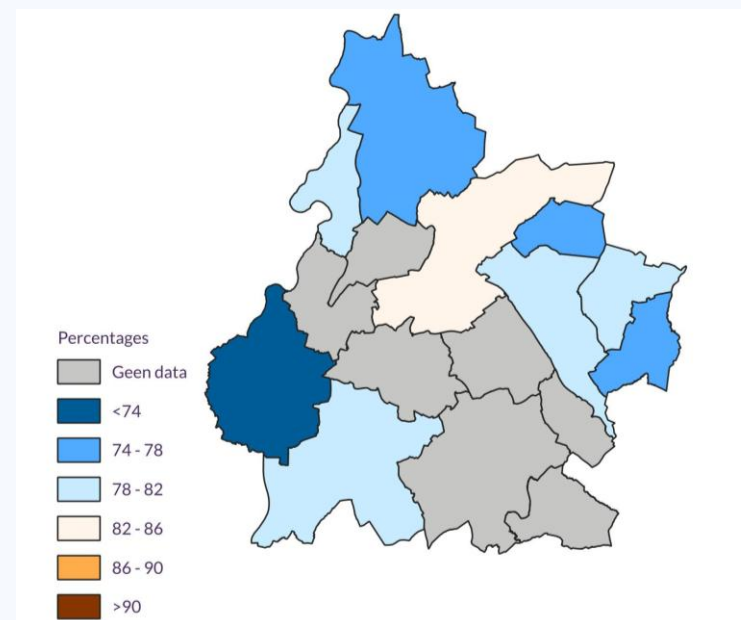 Percentages
Geen data
<74
74 - 78
78 - 82
82 - 86
86 - 90
>90